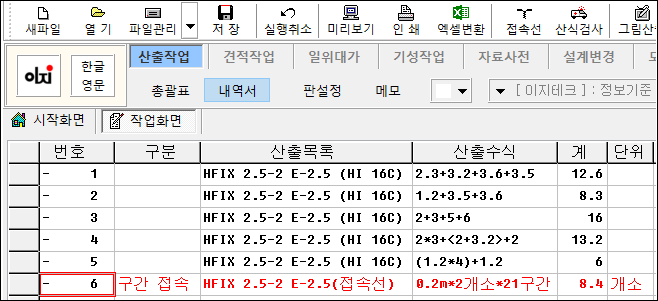 새파일 열 기 파일관리 저 장 실행취소 미리보기 인 쇄 엑셀변환 접속선 산식검사 그림산
산출작업 견적작업 일위대가 기성작업 자료사전 설계변경
한글
영문
총괄표 내역서 판설정 메모 [ 이지테크 ] : 정보기준
시작화면 작업화면
번호 구분 산출목록 산출수식 계 단위
- 1 HFIX 2.5-2 E-2.5 (HI 16C) 2.3+3.2+3.6+3.5 12.6
- 2 HFIX 2.5-2 E-2.5 (HI 16C) 1.2+3.5+3.6 8.3
- 3 HFIX 2.5-2 E-2.5 (HI 16C) 2+3+5+6 16
- 4 HFIX 2.5-2 E-2.5 (HI 16C) 2*3+<2+3.2>+2 13.2
- 5 HFIX 2.5-2 E-2.5 (HI 16C) (1.2*4)+1.2 6
- 6 구간 접속 HFIX 2.5-2 E-2.5(접속선) 0.2m*2개소*21구간 8.4 개소